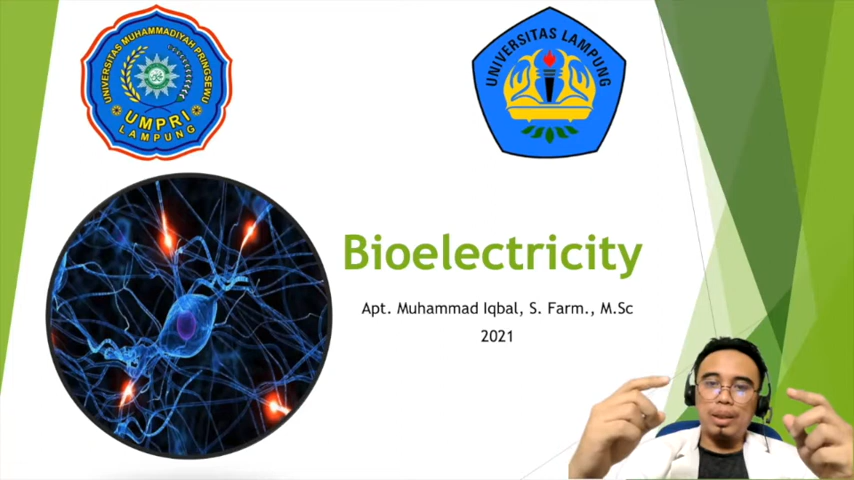 UNIVERSITAS MUHAMMADIYAH PRINGSEWU
UMPRI
LAMPUNG
UNIVERSITAS LAMPUNG
Bioelectricity
Apt. Muhammad Iqbal, S. Farm., M.Sc
2021